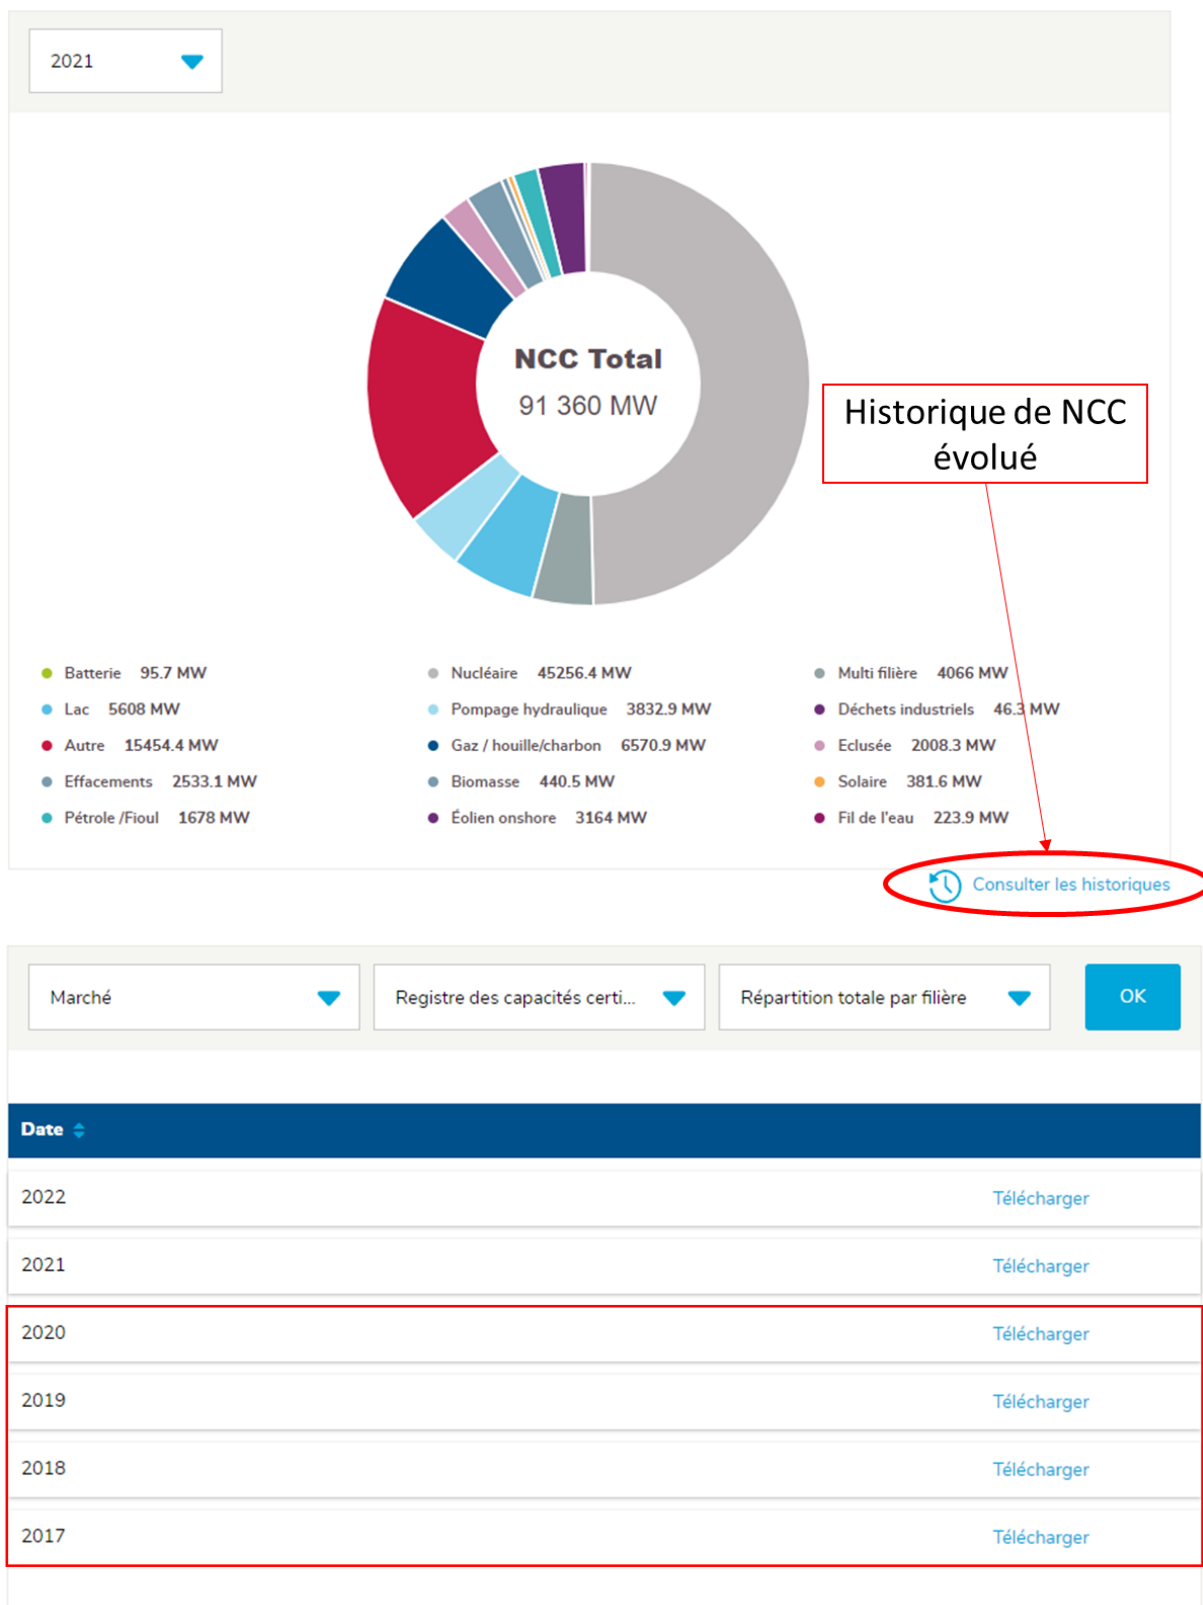 2021
NCC Total
91 360 MW
Historique de NCC
évolué
Batterie 95.7 MW
Nucléaire 45256.4 MW
Multi filière 4066 MW
Lac 5608 MW
Pompage hydraulique 3832.9 MW
Déchets industriels 46.3 MW
Autre 15454.4 MW
Gaz / houille/charbon 6570.9 MW
Eclusée 2008.3 MW
Effacements 2533.1 MW
Biomasse 440.5 MW
Solaire 381.6 MW
Pétrole /Fioul 1678 MW
Éolien onshore 3164 MW
Fil de l'eau 223.9 MW
Consulter les historiques
Marché
Registre des capacités certi...
Répartition totale par filière
OK
Date
2022 Télécharger
2021 Télécharger
2020 Télécharger
2019 Télécharger
2018 Télécharger
2017 Télécharger